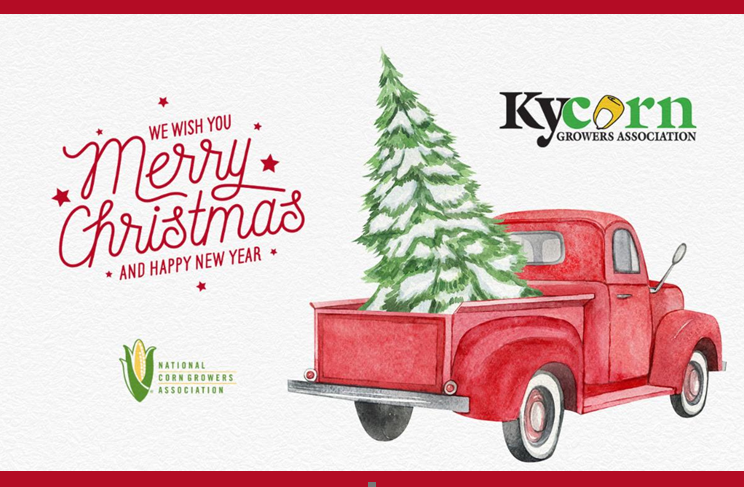 WE WISH YOU
Merry
Christmas
AND HAPPY NEW YEAR
Kycorn
GROWERS ASSOCIATION
NATIONAL
CORN GROWERS
ASSOCIATION